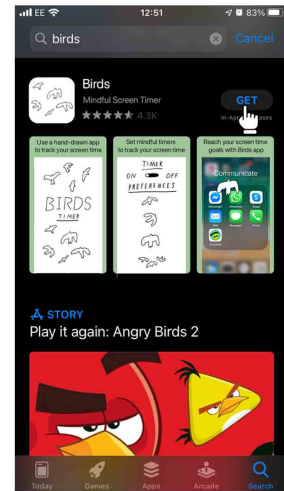 EE 12:51 83%
birds Cancel
Birds
Mindful Screen Timer
4.3K
GET
In-App Purchases
Use a hand-drawn app
to track your screen time
BIRDS
TIMER
Set mindful timers
to track your screen time
TIMER
ON OFF
PREFERENCES
Reach your screen time
goals with Birds app
Communicate
STORY
Play it again: Angry Birds 2
Today Games Apps Arcade Search